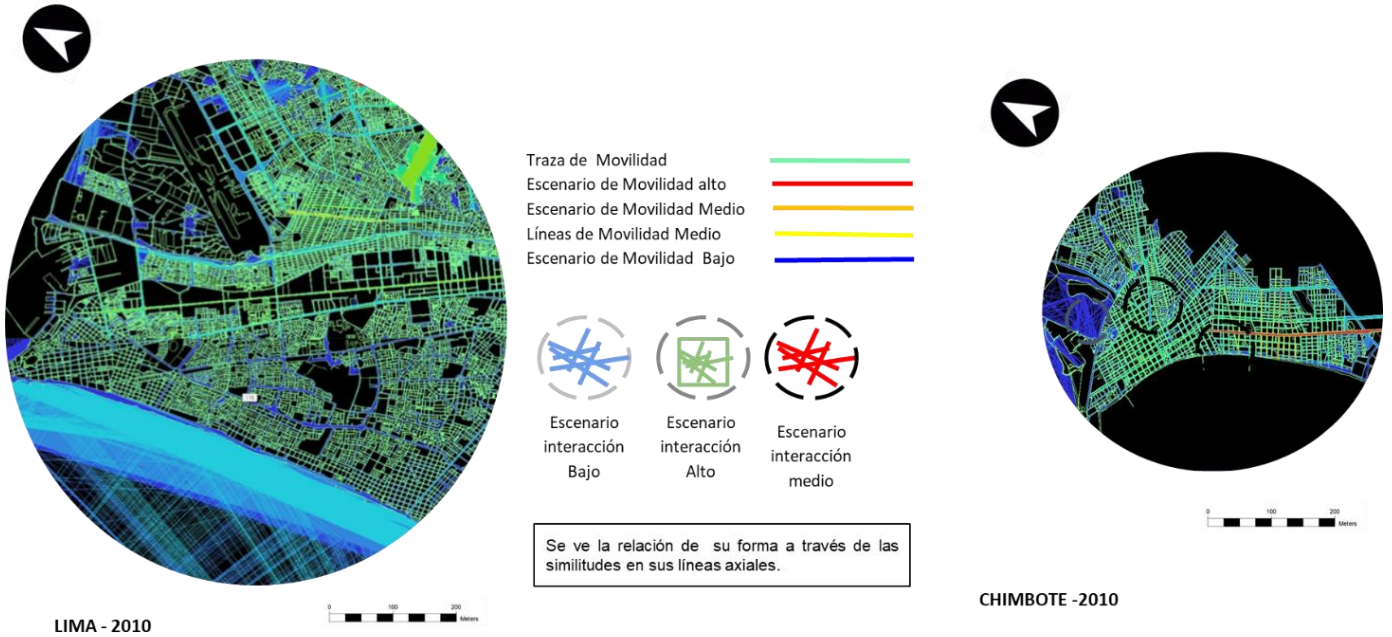 Traza de Movilidad
Escenario de Movilidad alto
Escenario de Movilidad Medio
Líneas de Movilidad Medio
Escenario de Movilidad Bajo
Escenario
interacción
Bajo
Escenario
interacción
Alto
Escenario
interacción
medio
Se ve la relación de su forma a través de las
similitudes en sus líneas axiales.
0 100 200
Meters
LIMA - 2010
0 100 200
Meters
CHIMBOTE -2010